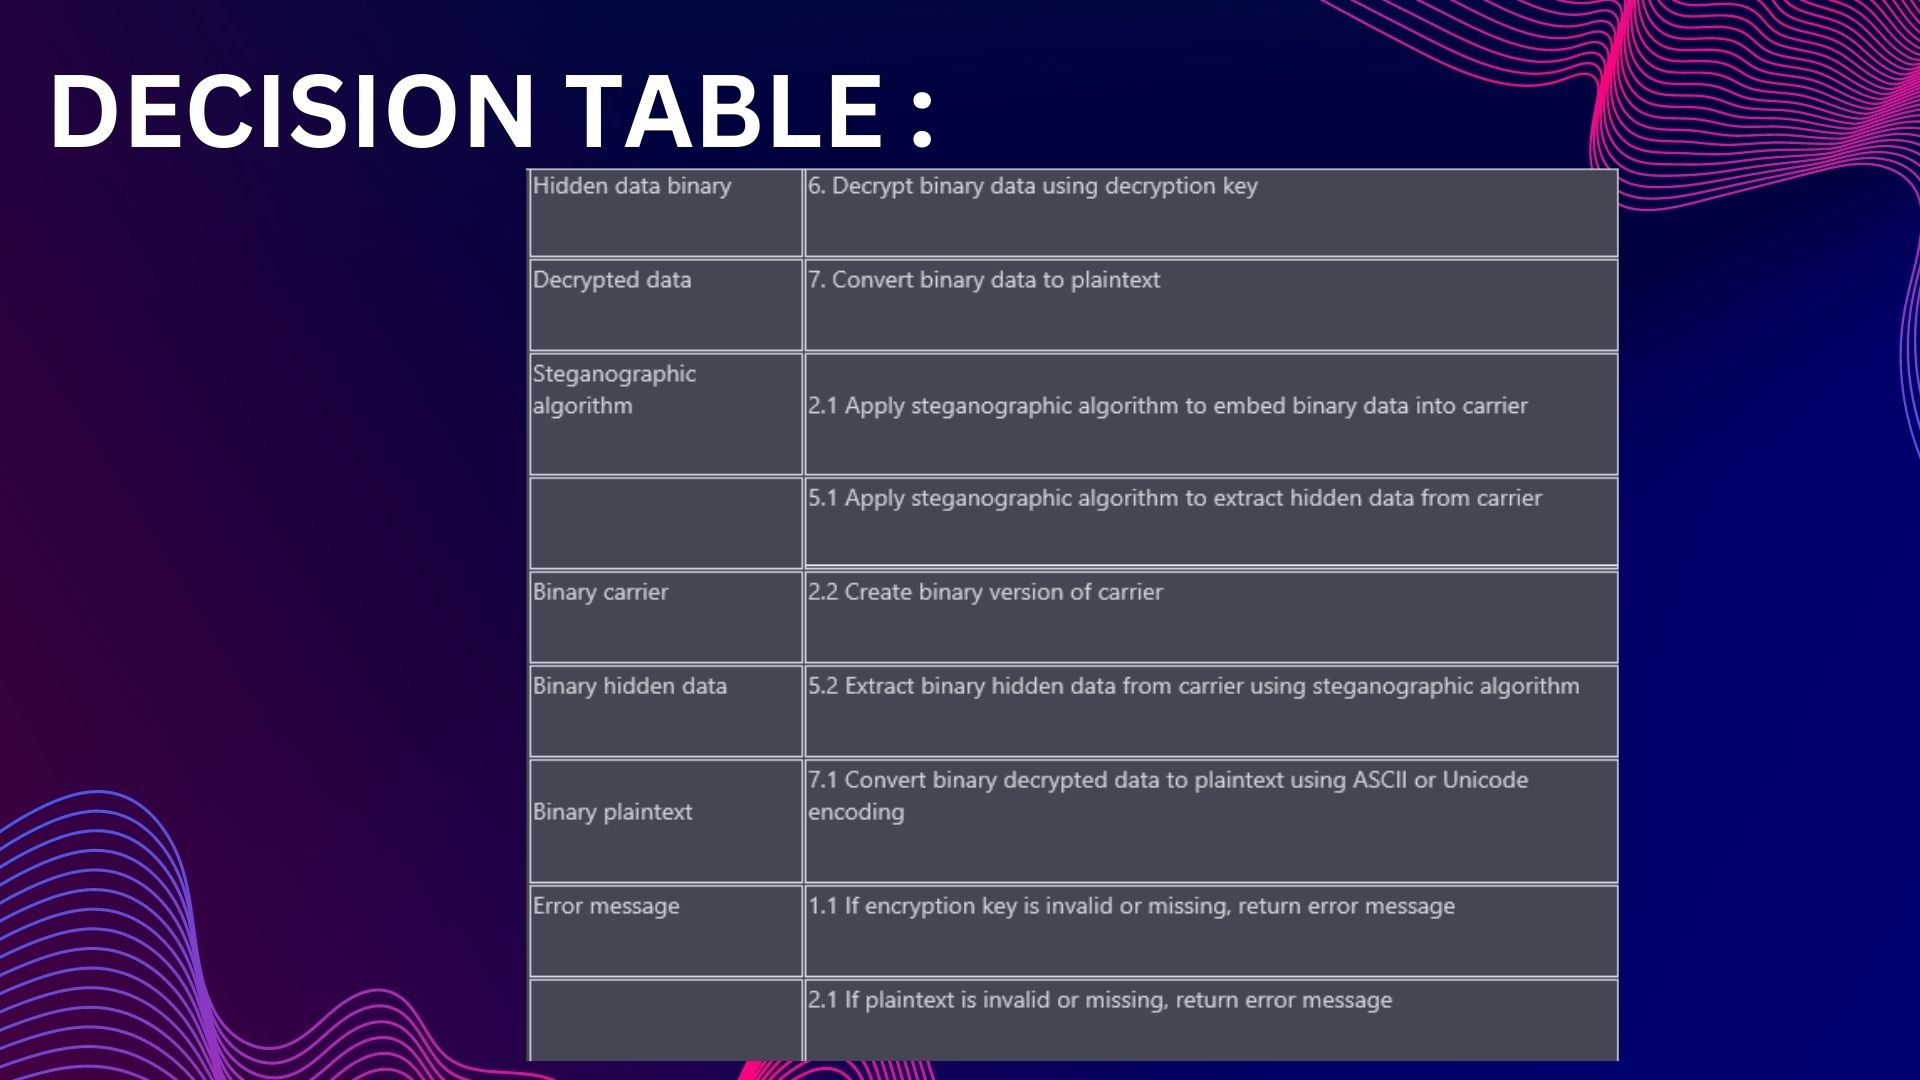 DECISION TABLE :
Hidden data binary
6. Decrypt binary data using decryption key
Decrypted data
7. Convert binary data to plaintext
Steganographic
algorithm
2.1 Apply steganographic algorithm to embed binary data into carrier
5.1 Apply steganographic algorithm to extract hidden data from carrier
Binary carrier
2.2 Create binary version of carrier
Binary hidden data
5.2 Extract binary hidden data from carrier using steganographic algorithm
Binary plaintext
7.1 Convert binary decrypted data to plaintext using ASCII or Unicode
encoding
Error message
1.1 If encryption key is invalid or missing, return error message
2.1 If plaintext is invalid or missing, return error message